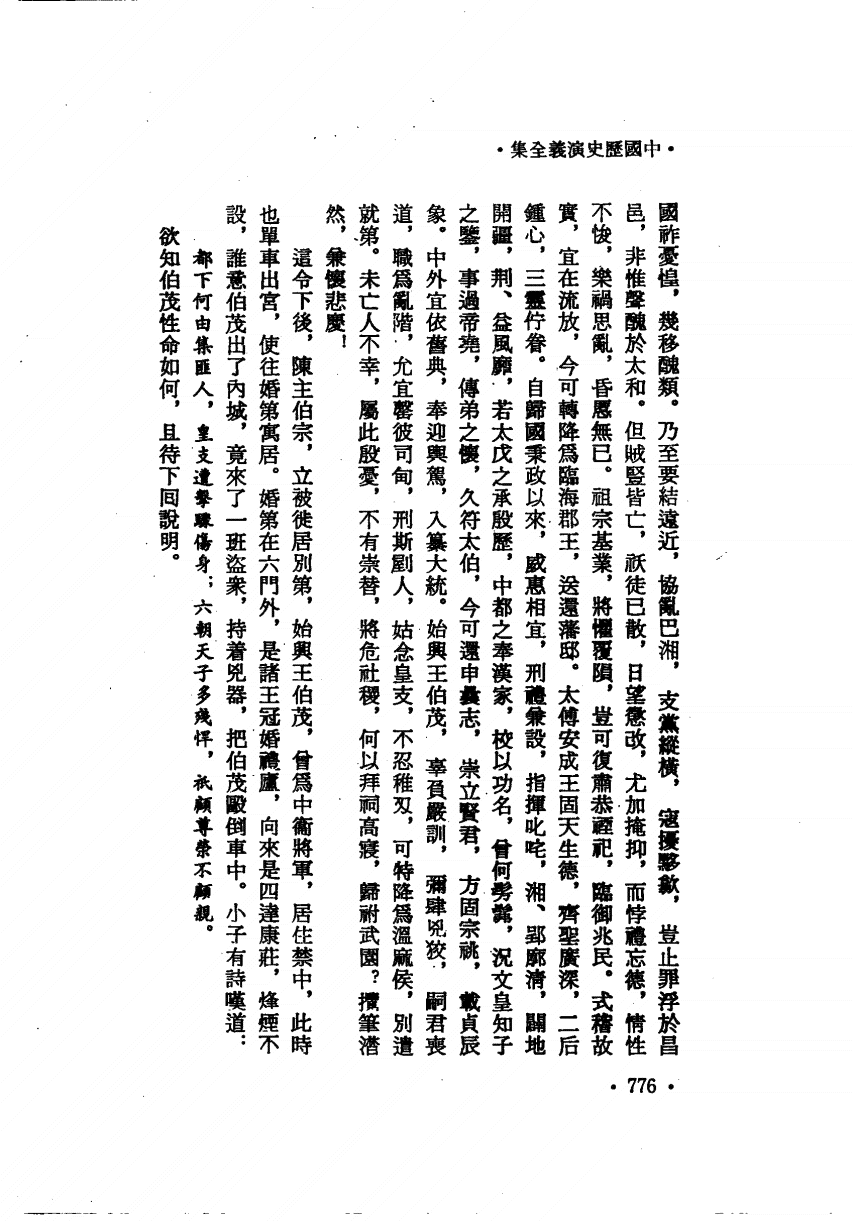 •中國歷史演義全集•
國祚憂惶，幾移醜類。乃至要結遠近，協亂巴湘，支黨縱橫，寇擾黟歙，豈止罪浮於昌
邑，非惟聲醜於太和。但賊豎皆亡，祅徒已散，日望懲改，尤加掩抑，而悖禮忘德，情性
不悛，樂禍思亂，昏慝無已。祖宗基業，將懼覆隕，豈可復肅恭禋祀，臨御兆民。式稽故
實，宜在流放，今可轉降爲臨海郡王，送還藩邸。太傅安成王固天生德，齊聖廣深，二后
鍾心，三靈佇眷。自歸國秉政以來，威惠相宜，刑禮兼設，指揮叱咤，湘、郢廓清，闢地
開疆，荆、益風靡，若太戊之承殷歷，中都之奉漢家，校以功名，曾何髣髴，況文皇知子
之鑒，事過帝堯，傳弟之懷，久符太伯，今可還申曩志，崇立賢君，方固宗祧，載貞辰
象。中外宜依舊典，奉迎輿駕，入纂大統。始興王伯茂，辜負嚴訓，彌肆兇狡，嗣君喪
道，職爲亂階，允宜罄彼司甸，刑斯劇人，姑念皇支，不忍稚刄，可特降爲溫麻侯，別遣
就第。未亡人不幸，屬此殷憂，不有崇替，將危社稷，何以拜祠高寢，歸祔武園？攬筆潸
然，兼懷悲慶！
這令下後，陳主伯宗，立被徙居別第，始興王伯茂，曾爲中衞將軍，居住禁中，此時
也單車出宮，使往婚第寓居。婚第在六門外，是諸王冠婚禮廬，向來是四達康莊，烽煙不
設，誰意伯茂出了內城，竟來了一班盜衆，持着兇器，把伯茂毆倒車中。小子有詩嘆道：
都下何由集匪人，皇支遭擊驟傷身；六朝天子多殘悍，祇顧尊榮不顧親。
欲知伯茂性命如何，且待下回說明。
•776•